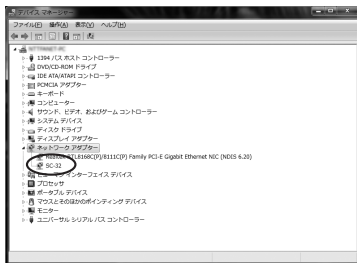 デバイス マネージャー
ファイル(F) 操作(A) 表示(V) ヘルプ(H)
1394 バス ホスト コントローラー
DVD/CD-ROM ドライブ
IDE ATA/ATAPI コントローラー
PCMCIA アダプター
キーボード
コンピューター
サウンド、ビデオ、およびゲーム コントローラー
システム デバイス
ディスク ドライブ
ディスプレイ アダプター
ネットワーク アダプター
Realtek RTL8168C(P)/8111C(P) Family PCI-E Gigabit Ethernet NIC (NDIS 6.20)
SC-32
ヒューマン インターフェイス デバイス
プロセッサ
ポータブル デバイス
マウスとそのほかのポインティング デバイス
モニター
ユニバーサル シリアル バス コントローラー